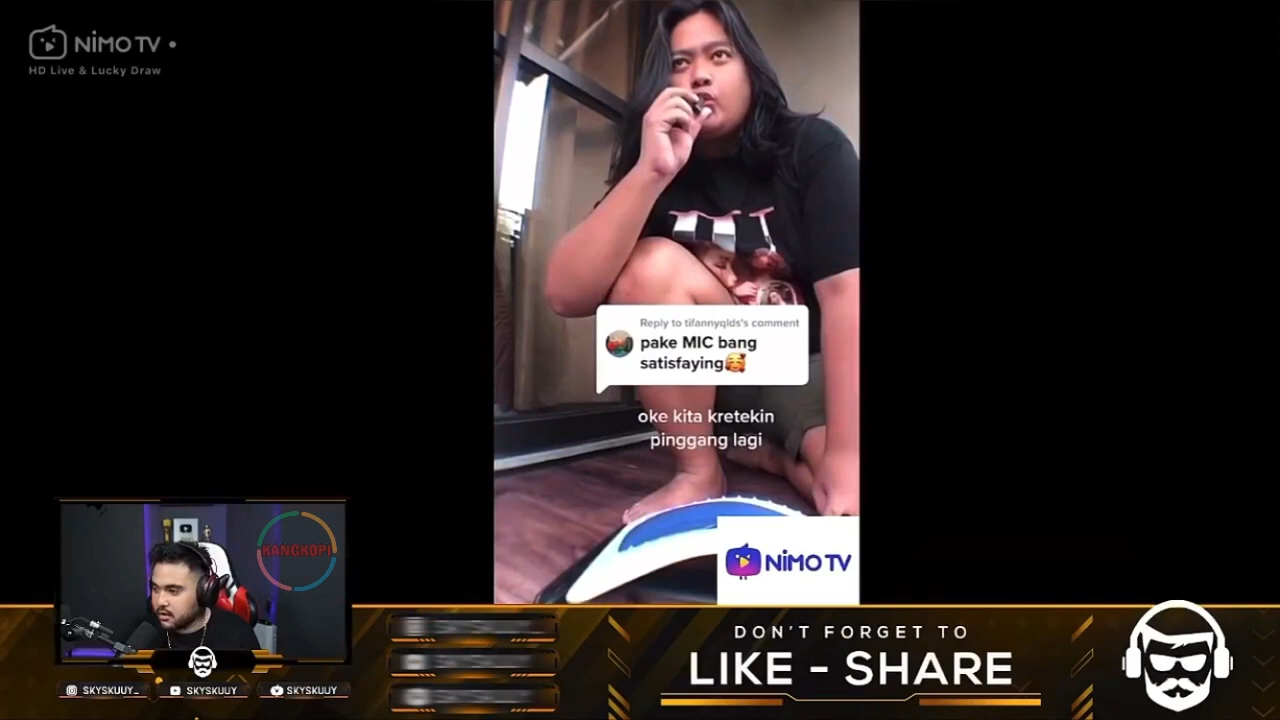 NiMO TV
HD Live & Lucky Draw
Reply to tifannyqlds's comment
pake MIC bang
satisfaying🥰
oke kita kretekin
pinggang lagi
NiMO TV
KANGKOPI
SKYSKUUY_
SKYSKUUY
SKYSKUUY
DON'T FORGET TO
LIKE - SHARE